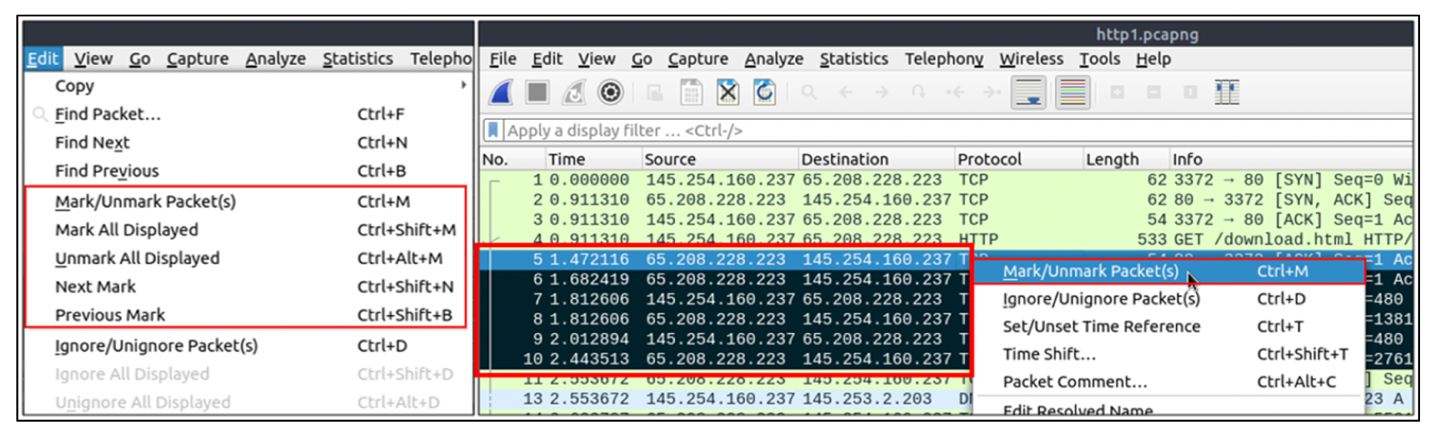 Edit View Go Capture Analyze Statistics Telepho
Copy
Find Packet... Ctrl+F
Find Next Ctrl+N
Find Previous Ctrl+B
Mark/Unmark Packet(s) Ctrl+M
Mark All Displayed Ctrl+Shift+M
Unmark All Displayed Ctrl+Alt+M
Next Mark Ctrl+Shift+N
Previous Mark Ctrl+Shift+B
Ignore/Unignore Packet(s) Ctrl+D
Ignore All Displayed Ctrl+Shift+D
Unignore All Displayed Ctrl+Alt+D
http1.pcapng
File Edit View Go Capture Analyze Statistics Telephony Wireless Tools Help
Apply a display filter ... <Ctrl-/>
No. Time Source Destination Protocol Length Info
1 0.000000 145.254.160.237 65.208.228.223 TCP 62 3372 → 80 [SYN] Seq=0 Wi
2 0.911310 65.208.228.223 145.254.160.237 TCP 62 80 → 3372 [SYN, ACK] Seq
3 0.911310 145.254.160.237 65.208.228.223 TCP 54 3372 → 80 [ACK] Seq=1 Ac
4 0.911310 145.254.160.237 65.208.228.223 HTTP 533 GET /download.html HTTP/
5 1.472116 65.208.228.223 145.254.160.237 T =1 Ac
6 1.682419 65.208.228.223 145.254.160.237 T =1 Ac
7 1.812606 145.254.160.237 65.208.228.223 T =480
8 1.812606 65.208.228.223 145.254.160.237 T =1381
9 2.012894 145.254.160.237 65.208.228.223 T =480
10 2.443513 65.208.228.223 145.254.160.237 T =2761
11 2.553672 65.208.228.223 145.254.160.237 ] Seq
13 2.553672 145.254.160.237 145.253.2.203 23 A
Mark/Unmark Packet(s) Ctrl+M
Ignore/Unignore Packet(s) Ctrl+D
Set/Unset Time Reference Ctrl+T
Time Shift... Ctrl+Shift+T
Packet Comment... Ctrl+Alt+C
Edit Resolved Name